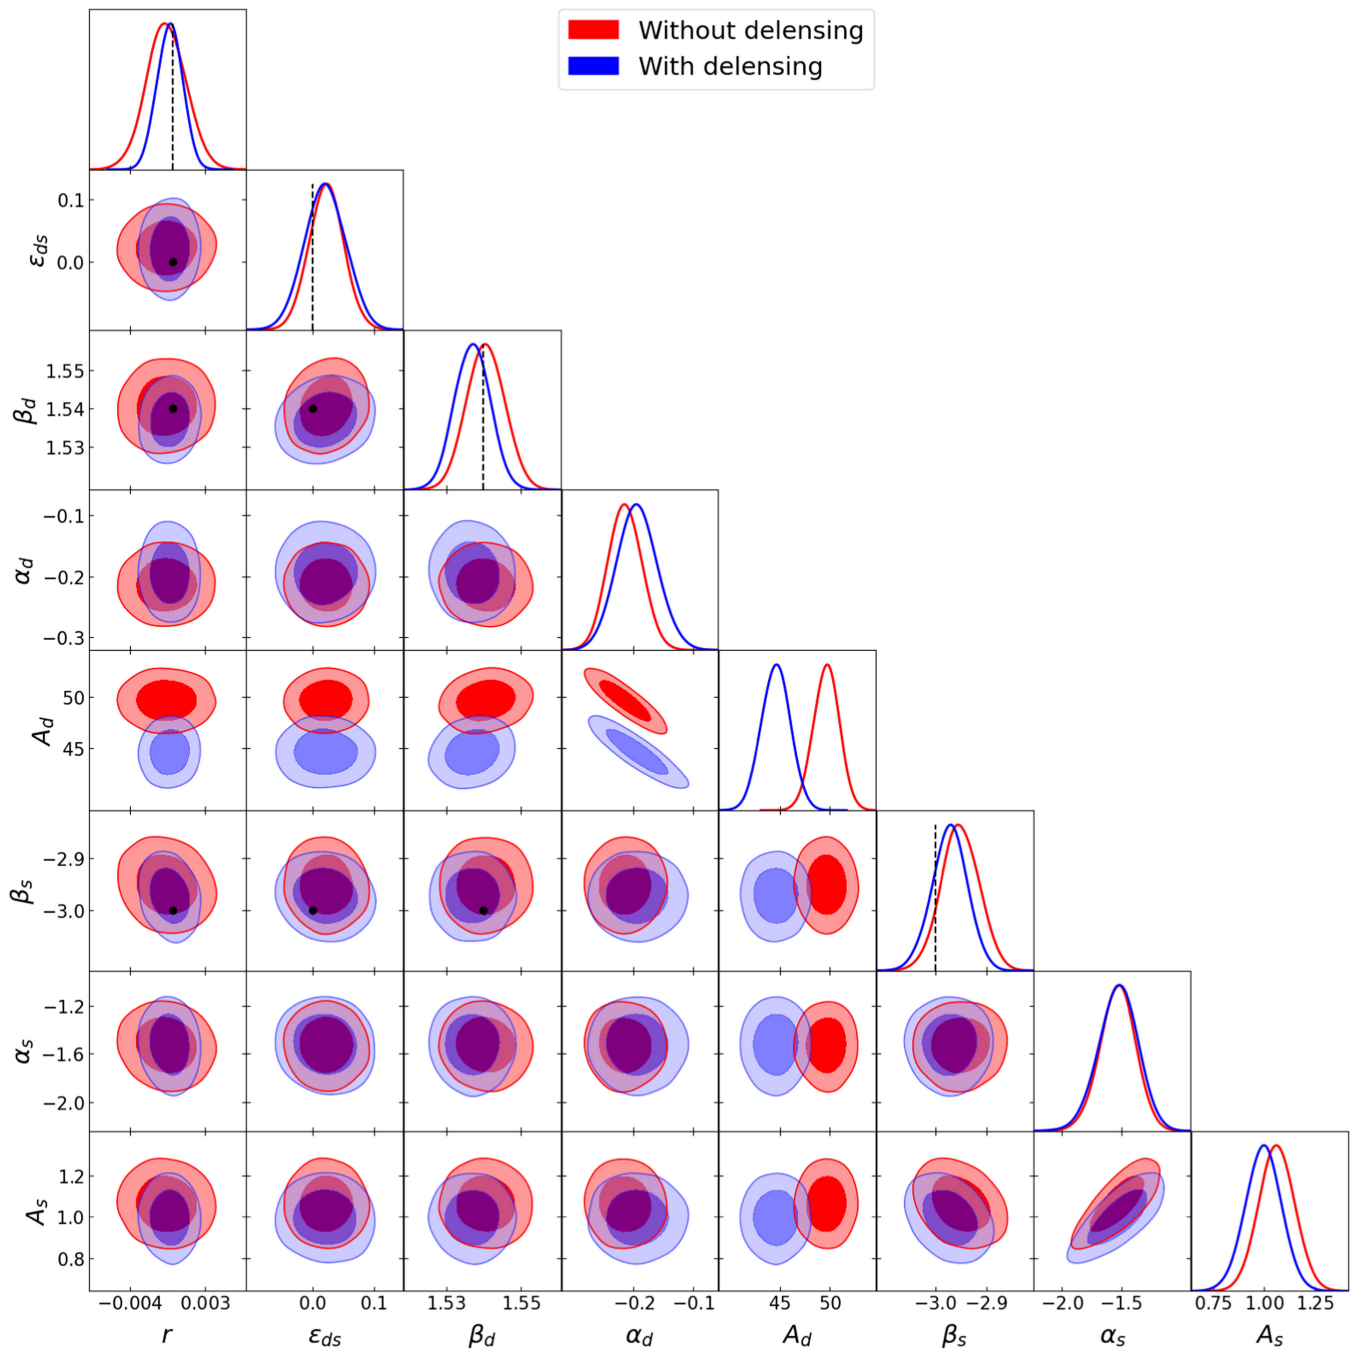 Without delensing
With delensing
0.1
0.0
ε_ds
1.55
1.54
1.53
β_d
−0.1
−0.2
−0.3
α_d
50
45
A_d
−2.9
−3.0
β_s
−1.2
−1.6
−2.0
α_s
1.2
1.0
0.8
A_s
−0.004 0.003 0.0 0.1 1.53 1.55 −0.2 −0.1 45 50 −3.0 −2.9 −2.0 −1.5 0.75 1.00 1.25
r ε_ds β_d α_d A_d β_s α_s A_s